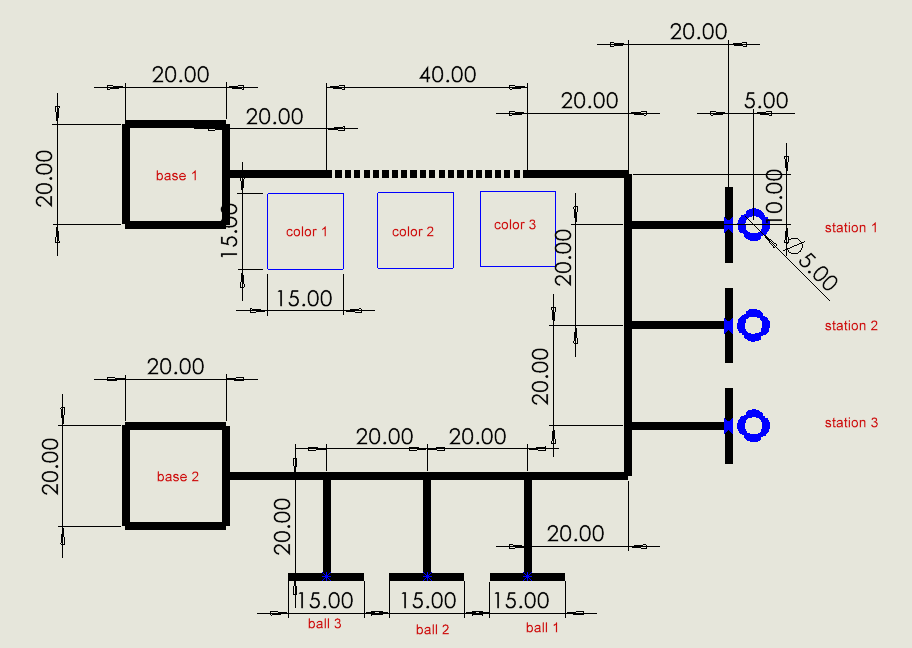 20.00
20.00
40.00
20.00
20.00
5.00
20.00
20.00
base 1
10.00
15.00
color 1
color 2
color 3
station 1
20.00
⌀5.00
15.00
station 2
20.00
20.00
station 3
20.00
20.00
20.00
base 2
20.00
20.00
15.00
15.00
15.00
ball 3
ball 2
ball 1